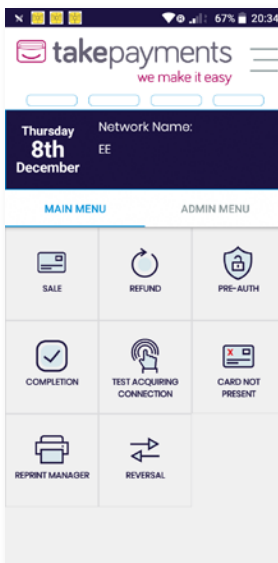 67% 20:34
takepayments
we make it easy
Thursday
8th
December
Network Name:
EE
MAIN MENU
ADMIN MENU
SALE
REFUND
PRE-AUTH
COMPLETION
TEST ACQUIRING
CONNECTION
CARD NOT
PRESENT
REPRINT MANAGER
REVERSAL